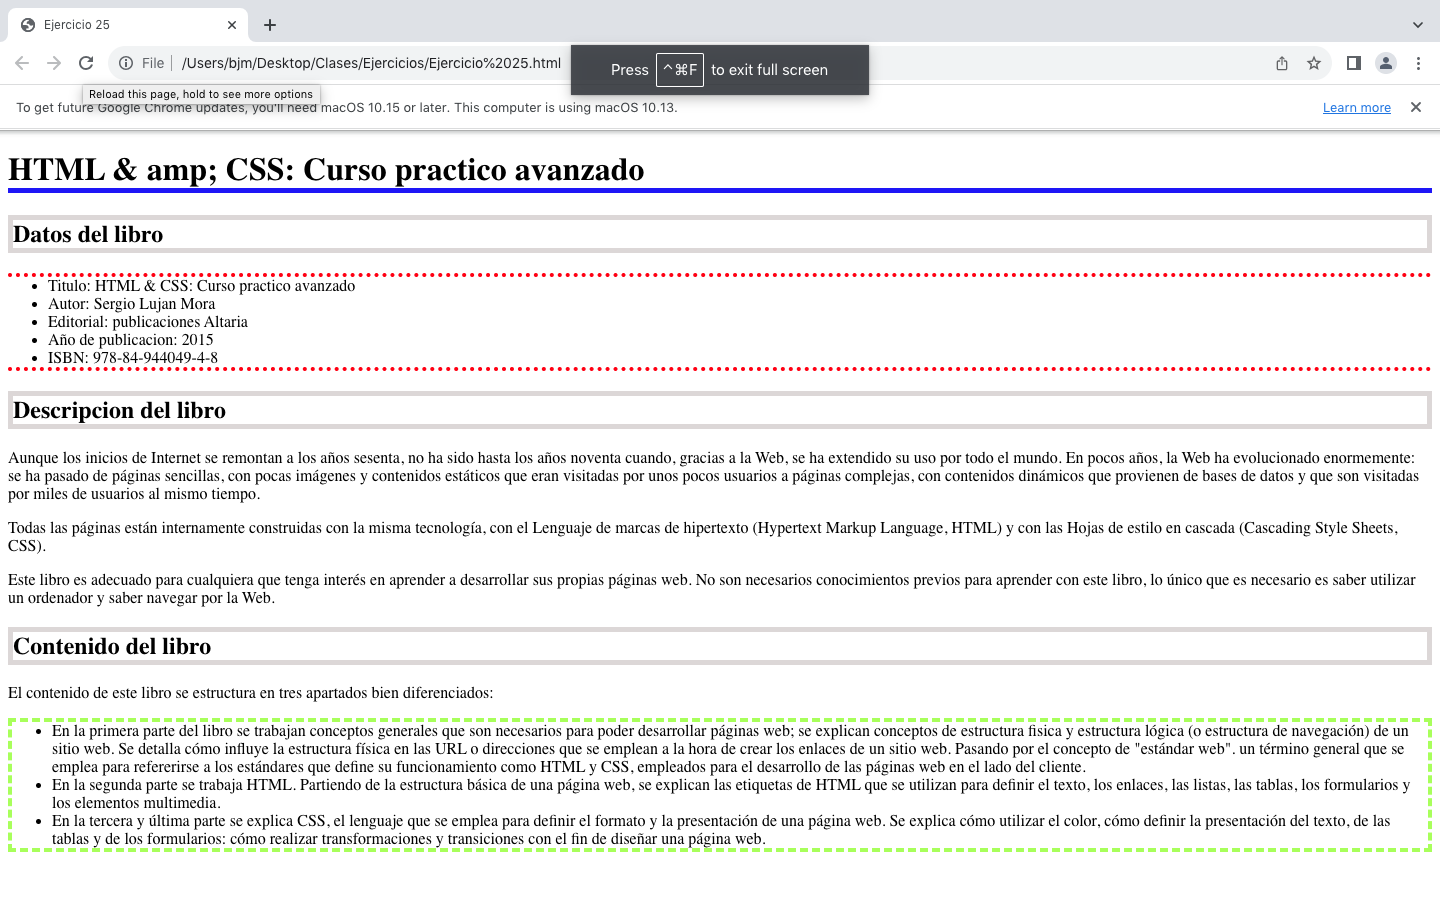 Ejercicio 25
File
/Users/bjm/Desktop/Clases/Ejercicios/Ejercicio%2025.html
Press ^⌘F to exit full screen
Reload this page, hold to see more options
To get future Google Chrome updates, you'll need macOS 10.15 or later. This computer is using macOS 10.13.
Learn more
HTML & amp; CSS: Curso practico avanzado
Datos del libro
Titulo: HTML & CSS: Curso practico avanzado
Autor: Sergio Lujan Mora
Editorial: publicaciones Altaria
Año de publicacion: 2015
ISBN: 978-84-944049-4-8
Descripcion del libro
Aunque los inicios de Internet se remontan a los años sesenta, no ha sido hasta los años noventa cuando, gracias a la Web, se ha extendido su uso por todo el mundo. En pocos años, la Web ha evolucionado enormemente:
se ha pasado de páginas sencillas, con pocas imágenes y contenidos estáticos que eran visitadas por unos pocos usuarios a páginas complejas, con contenidos dinámicos que provienen de bases de datos y que son visitadas
por miles de usuarios al mismo tiempo.
Todas las páginas están internamente construidas con la misma tecnología, con el Lenguaje de marcas de hipertexto (Hypertext Markup Language, HTML) y con las Hojas de estilo en cascada (Cascading Style Sheets,
CSS).
Este libro es adecuado para cualquiera que tenga interés en aprender a desarrollar sus propias páginas web. No son necesarios conocimientos previos para aprender con este libro, lo único que es necesario es saber utilizar
un ordenador y saber navegar por la Web.
Contenido del libro
El contenido de este libro se estructura en tres apartados bien diferenciados:
En la primera parte del libro se trabajan conceptos generales que son necesarios para poder desarrollar páginas web; se explican conceptos de estructura fisica y estructura lógica (o estructura de navegación) de un
sitio web. Se detalla cómo influye la estructura física en las URL o direcciones que se emplean a la hora de crear los enlaces de un sitio web. Pasando por el concepto de "estándar web". un término general que se
emplea para refererirse a los estándares que define su funcionamiento como HTML y CSS, empleados para el desarrollo de las páginas web en el lado del cliente.
En la segunda parte se trabaja HTML. Partiendo de la estructura básica de una página web, se explican las etiquetas de HTML que se utilizan para definir el texto, los enlaces, las listas, las tablas, los formularios y
los elementos multimedia.
En la tercera y última parte se explica CSS, el lenguaje que se emplea para definir el formato y la presentación de una página web. Se explica cómo utilizar el color, cómo definir la presentación del texto, de las
tablas y de los formularios: cómo realizar transformaciones y transiciones con el fin de diseñar una página web.